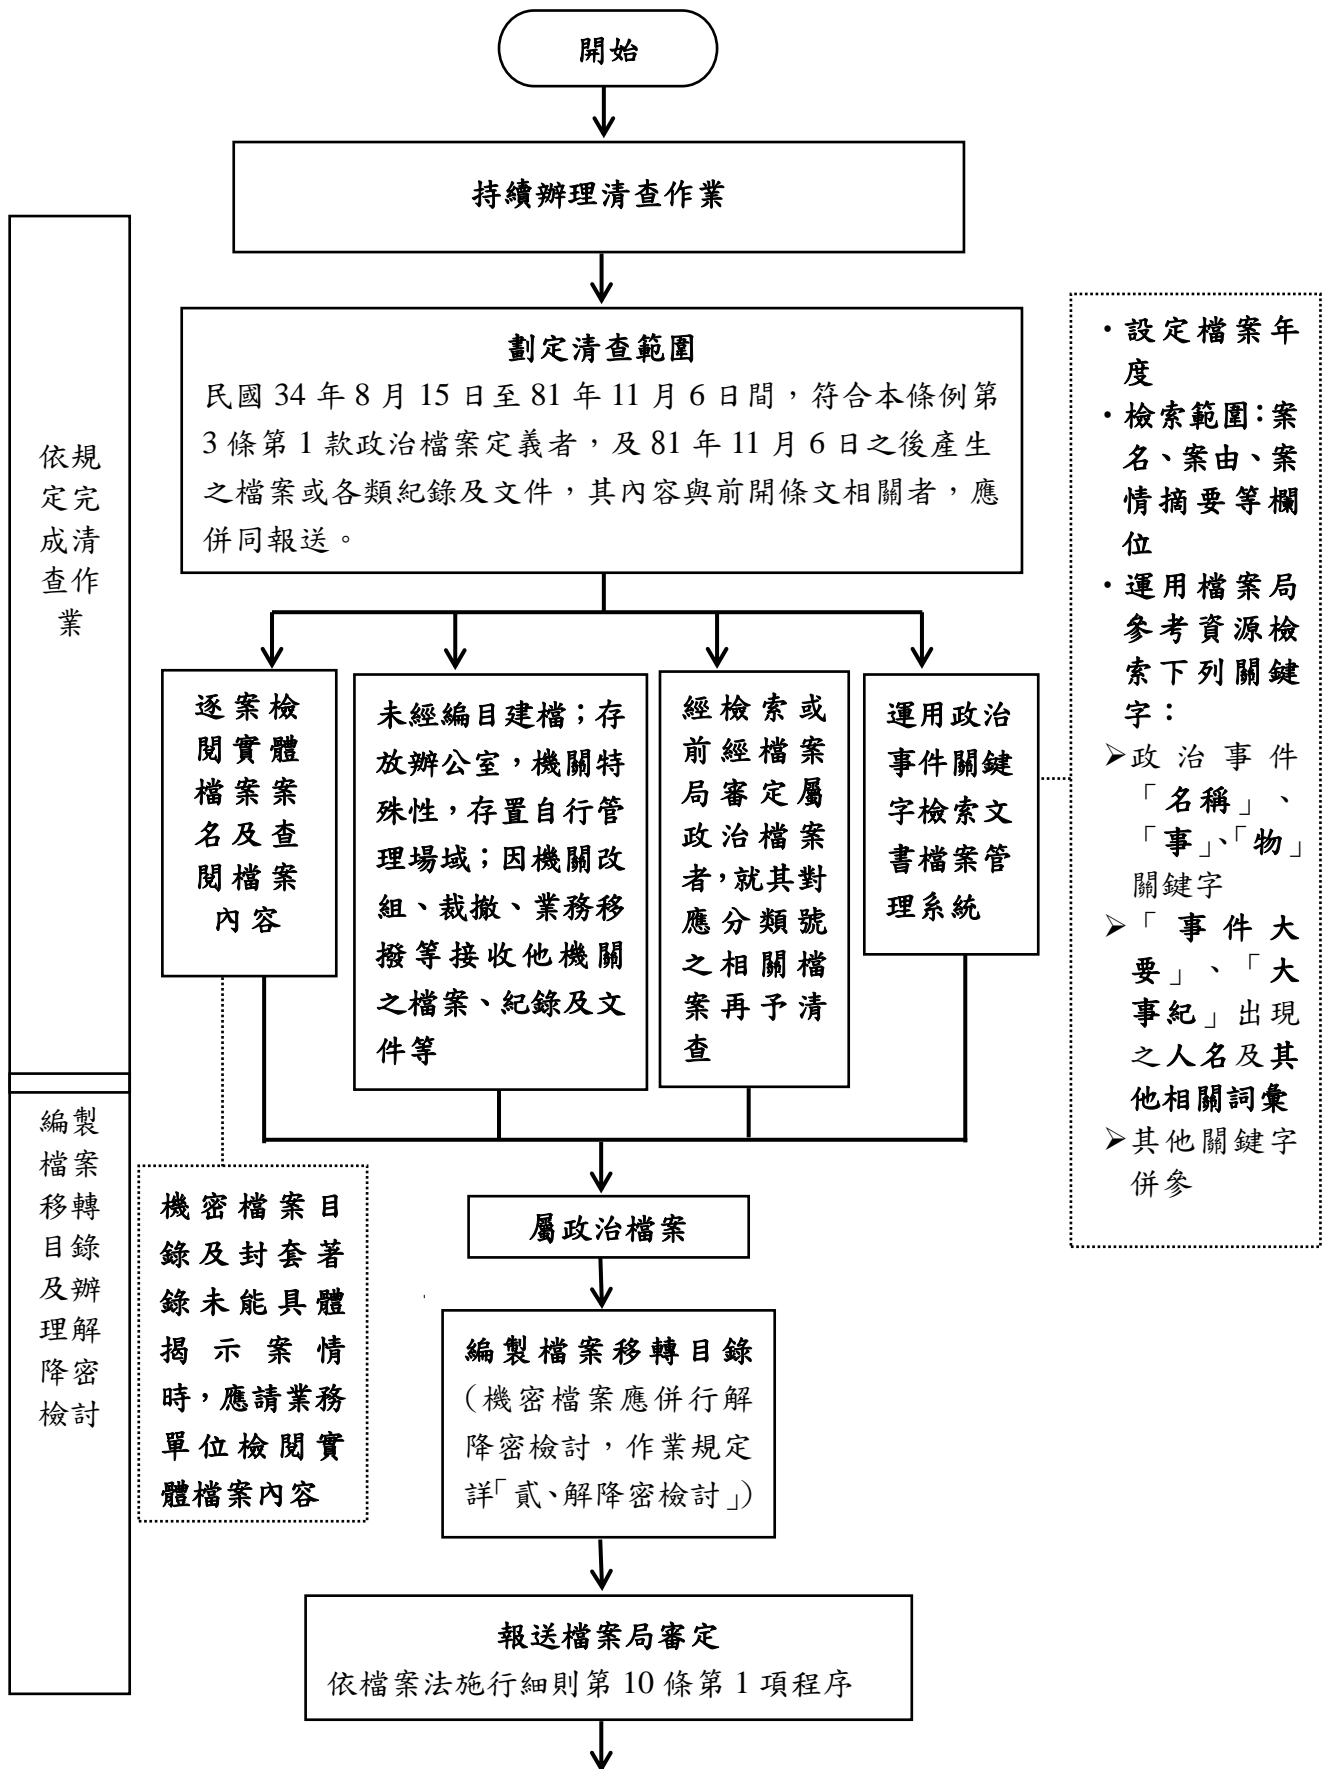 開始
持續辦理清查作業
依規
定完
成清
查作
業
劃定清查範圍
民國 34 年 8 月 15 日至 81 年 11 月 6 日間，符合本條例第
3 條第 1 款政治檔案定義者，及 81 年 11 月 6 日之後產生
之檔案或各類紀錄及文件，其內容與前開條文相關者，應
併同報送。
・設定檔案年
度
・檢索範圍：案
名、案由、案
情摘要等欄
位
・運用檔案局
參考資源檢
索下列關鍵
字：
➢政治事件
「名稱」、
「事」、「物」
關鍵字
➢「事件大
要」、「大
事紀」出現
之人名及其
他相關詞彙
➢其他關鍵字
併參
逐案檢
閱實體
檔案案
名及查
閱檔案
內容
未經編目建檔；存
放辦公室，機關特
殊性，存置自行管
理場域；因機關改
組、裁撤、業務移
撥等接收他機關
之檔案、紀錄及文
件等
經檢索或
前經檔案
局審定屬
政治檔案
者，就其對
應分類號
之相關檔
案再予清
查
運用政治
事件關鍵
字檢索文
書檔案管
理系統
編製
檔案
移轉
目錄
及辦
理解
降密
檢討
機密檔案目
錄及封套著
錄未能具體
揭示案情
時，應請業務
單位檢閱實
體檔案內容
屬政治檔案
編製檔案移轉目錄
（機密檔案應併行解
降密檢討，作業規定
詳「貳、解降密檢討」）
報送檔案局審定
依檔案法施行細則第 10 條第 1 項程序